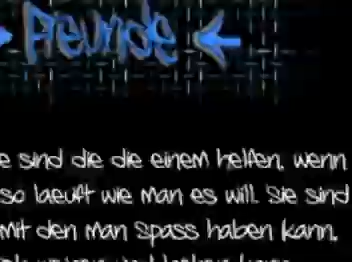 Freunde
e sind die die einem helfen, wenn
so laeuft wie man es will. Sie sind
mit den man Spass haben kann,